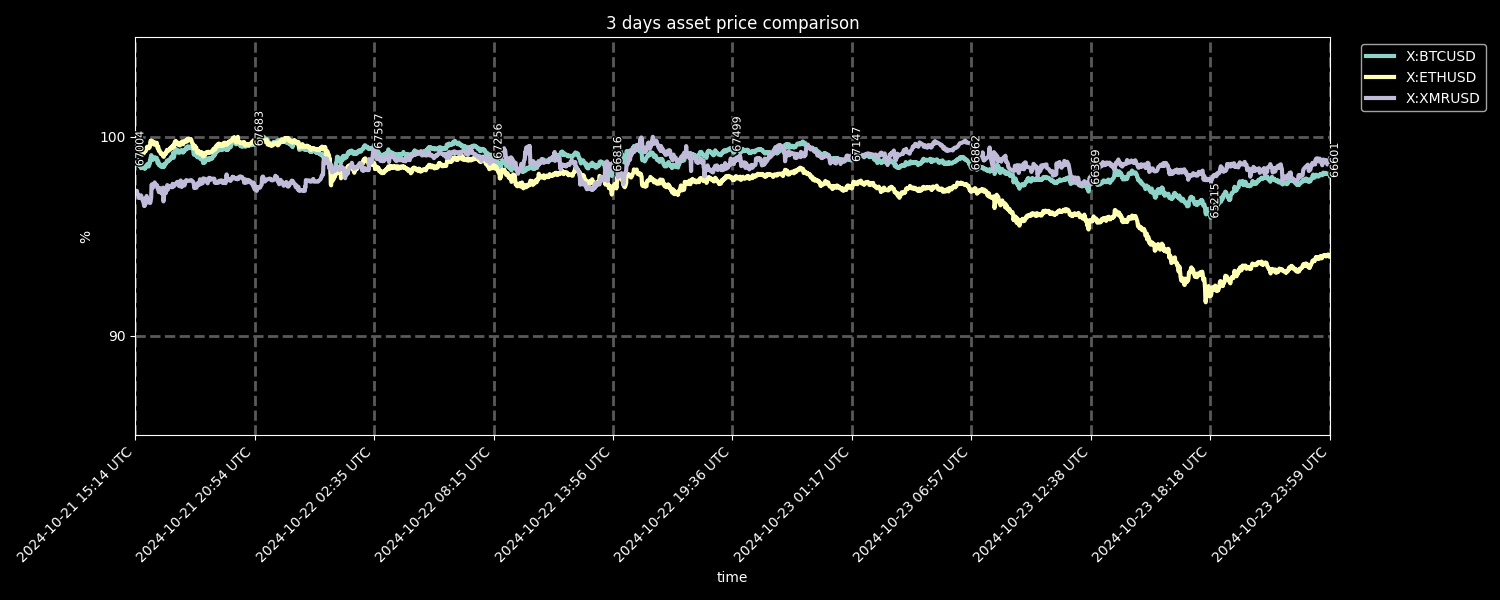 3 days asset price comparison
X:BTCUSD
X:ETHUSD
X:XMRUSD
100
90
%
67004
67683
67597
67256
66816
67499
67147
66862
66369
65215
66601
2024-10-21 15:14 UTC
2024-10-21 20:54 UTC
2024-10-22 02:35 UTC
2024-10-22 08:15 UTC
2024-10-22 13:56 UTC
2024-10-22 19:36 UTC
2024-10-23 01:17 UTC
2024-10-23 06:57 UTC
2024-10-23 12:38 UTC
2024-10-23 18:18 UTC
2024-10-23 23:59 UTC
time